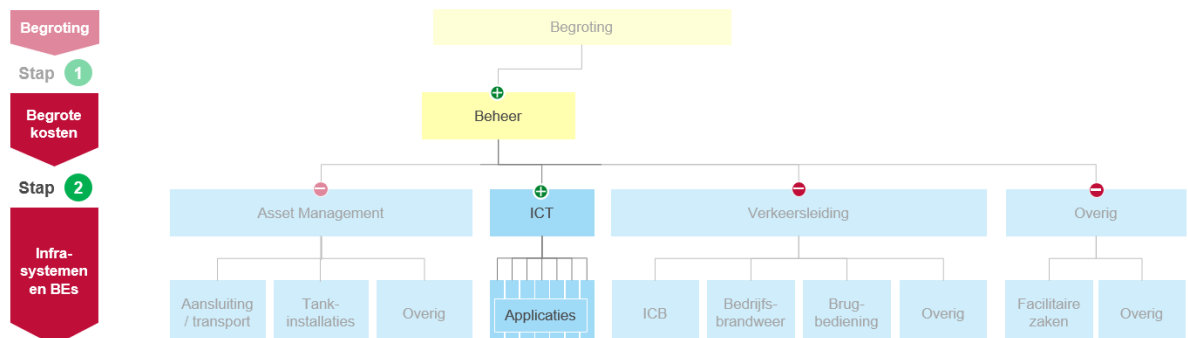 Begroting
Begroting
Stap 1
Begrote
kosten
Beheer
Stap 2
Asset Management
ICT
Verkeersleiding
Overig
Infra-
systemen
en BEs
Aansluiting
/ transport
Tank-
installaties
Overig
Applicaties
ICB
Bedrijfs-
brandweer
Brug-
bediening
Overig
Facilitaire
zaken
Overig